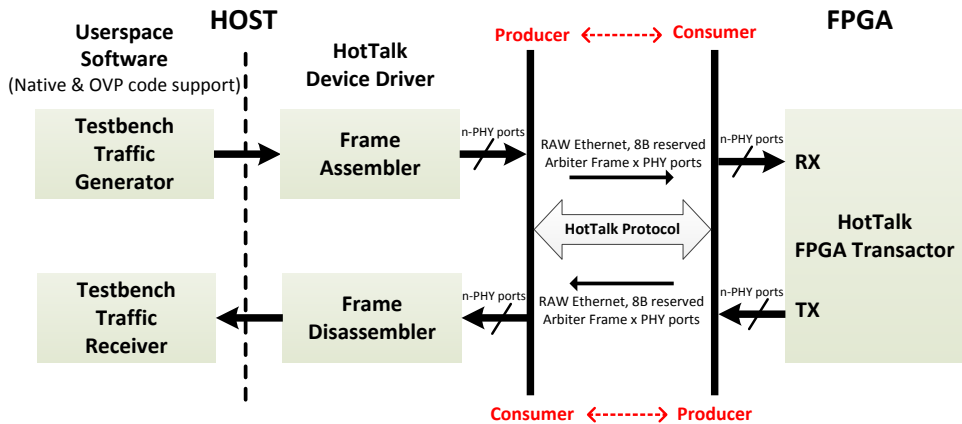 HOST
FPGA
Userspace
Software
(Native & OVP code support)
HotTalk
Device Driver
Producer
Consumer
Testbench
Traffic
Generator
Frame
Assembler
n-PHY ports
RAW Ethernet, 8B reserved
Arbiter Frame x PHY ports
n-PHY ports
RX
HotTalk Protocol
HotTalk
FPGA Transactor
Testbench
Traffic
Receiver
Frame
Disassembler
n-PHY ports
RAW Ethernet, 8B reserved
Arbiter Frame x PHY ports
n-PHY ports
TX
Consumer
Producer